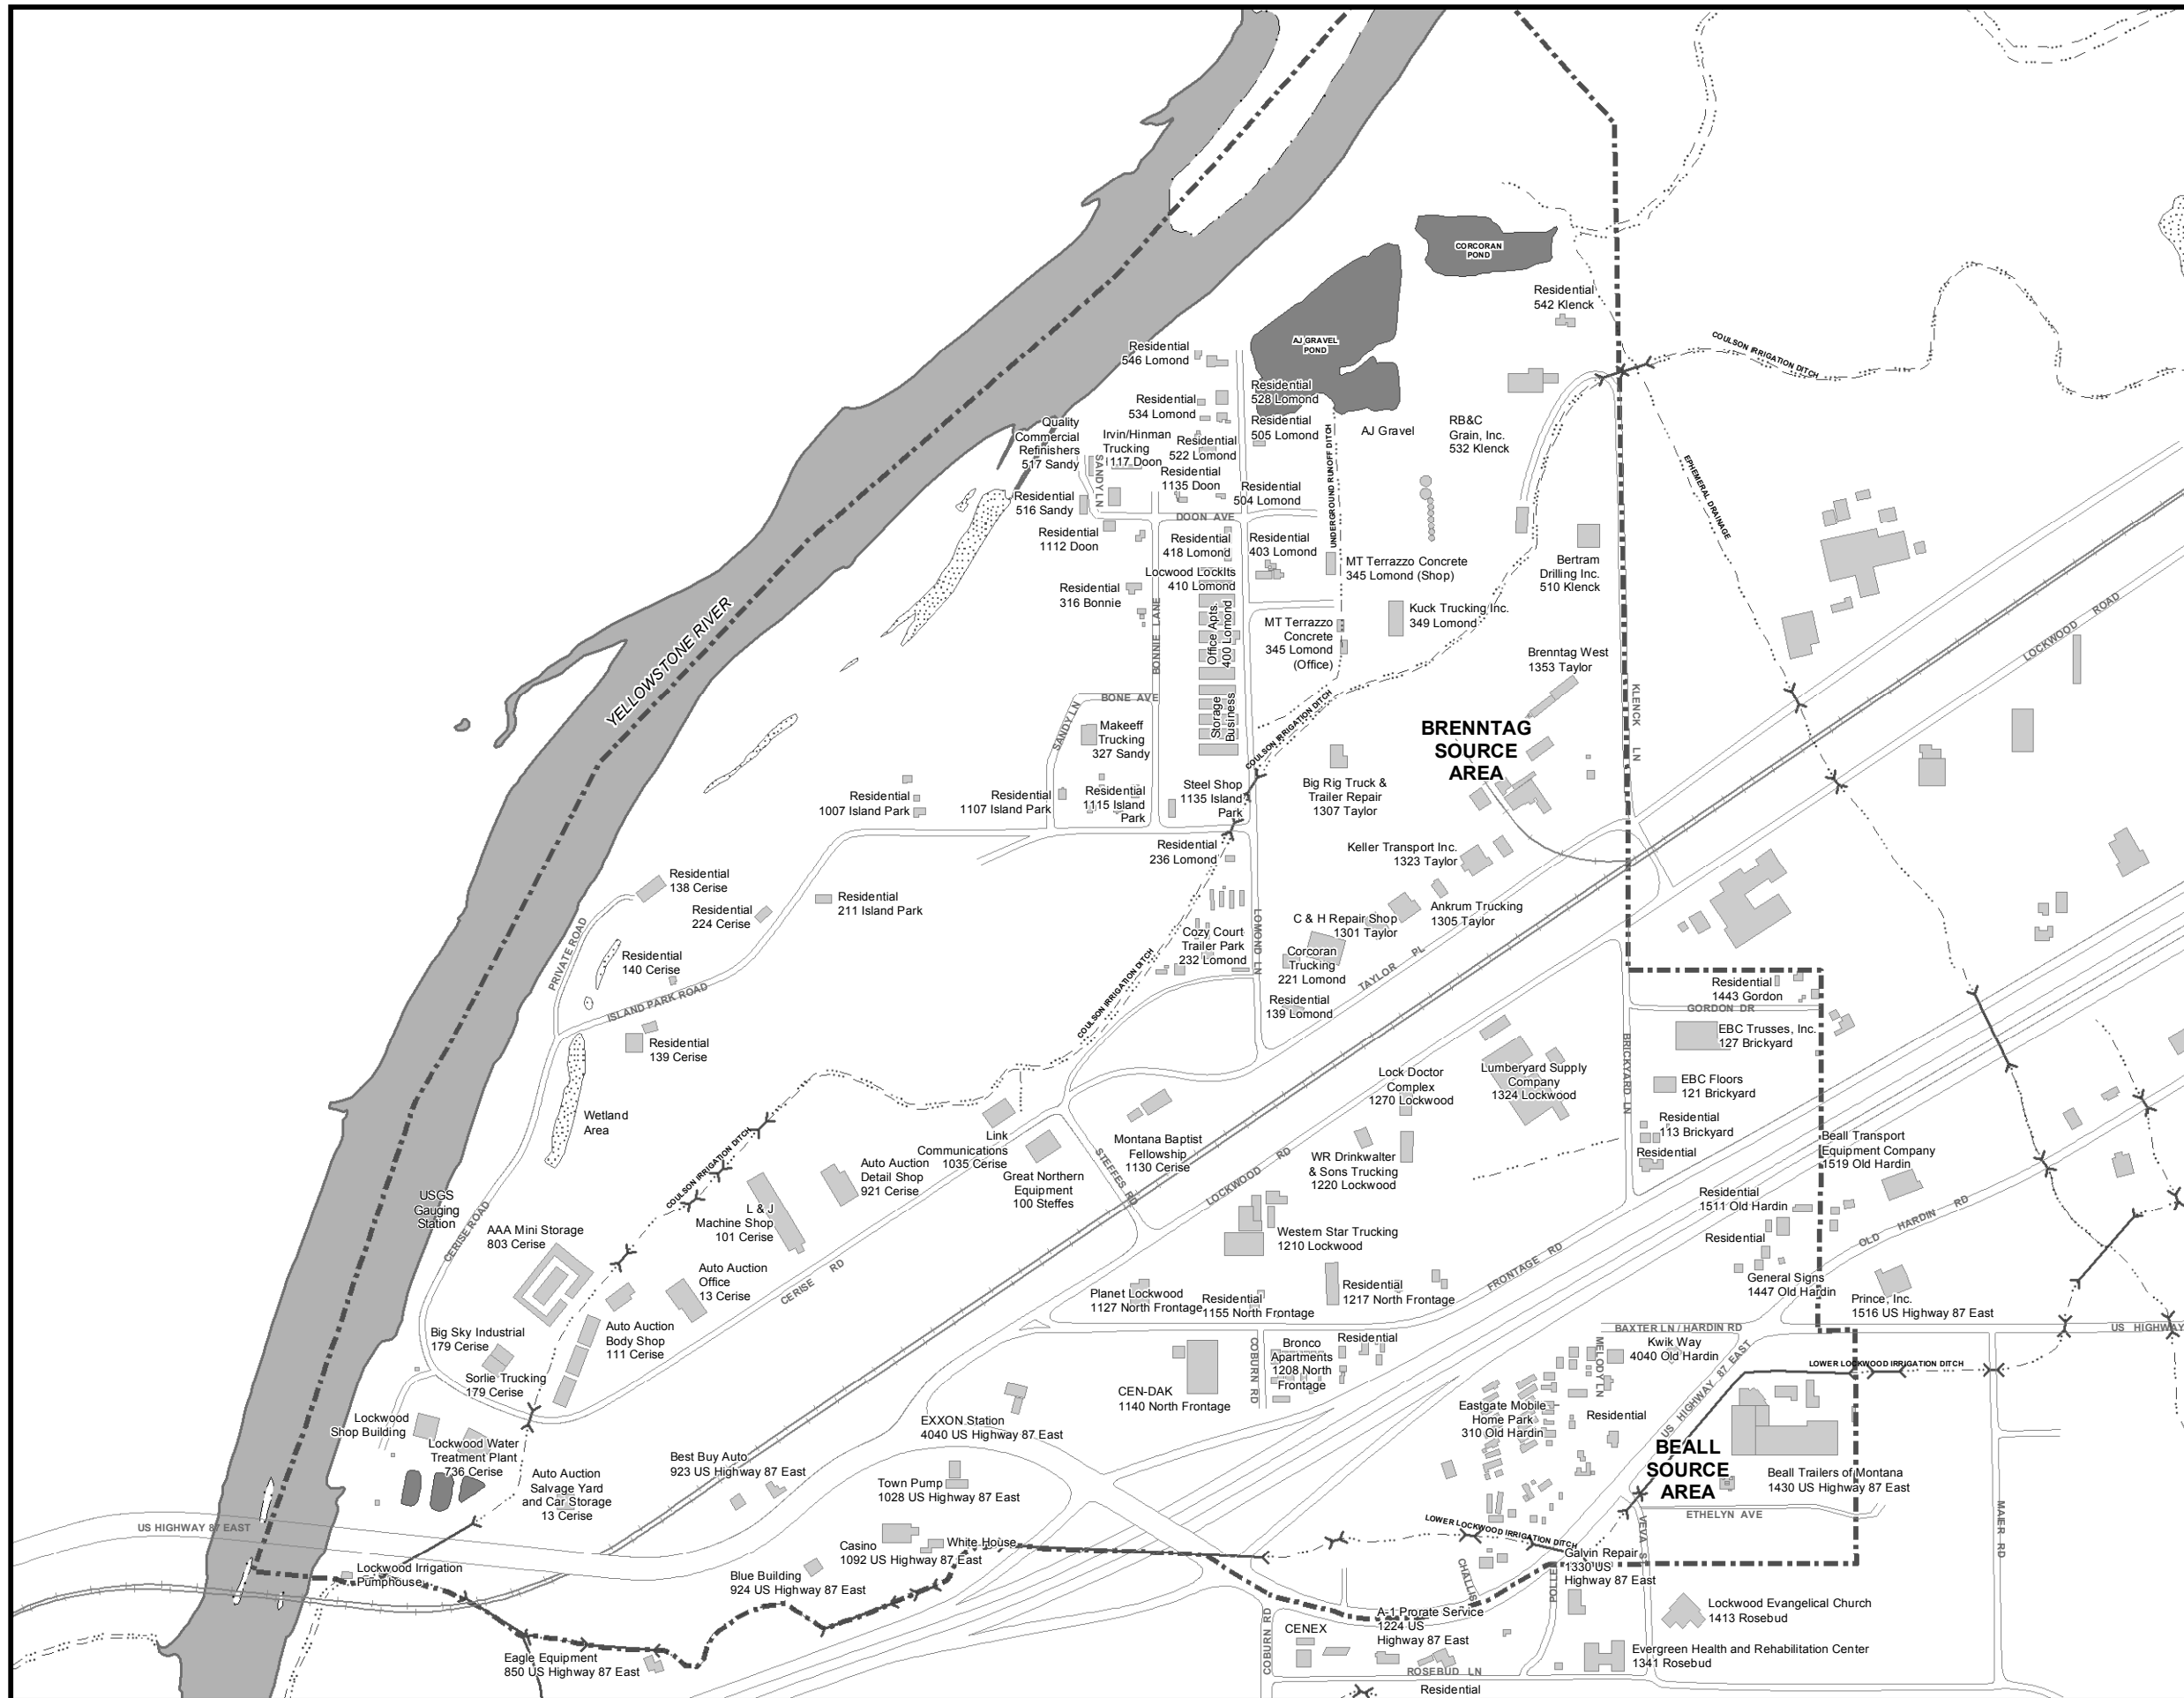 CORCORAN
POND
Residential
542 Klenck
AJ GRAVEL
POND
Residential
546 Lomond
COULSON IRRIGATION DITCH
Residential
528 Lomond
Residential
534 Lomond
Residential
505 Lomond
AJ Gravel
RB&C
Grain, Inc.
532 Klenck
Quality
Commercial
Refinishers
517 Sandy
Irvin/Hinman
Trucking
1117 Doon
Residential
522 Lomond
SANDY LN
Residential
1135 Doon
Residential
504 Lomond
UNDERGROUND RUNOFF DITCH
EPHEMERAL DRAINAGE
Residential
516 Sandy
DOON AVE
Residential
1112 Doon
Residential
418 Lomond
Residential
403 Lomond
MT Terrazzo Concrete
345 Lomond (Shop)
Bertram
Drilling Inc.
510 Klenck
Locwood LockIts
410 Lomond
Residential
316 Bonnie
BONNIE LANE
Office Apts.
400 Lomond
Kuck Trucking Inc.
349 Lomond
MT Terrazzo
Concrete
345 Lomond
(Office)
LOCKWOOD ROAD
YELLOWSTONE RIVER
Brenntag West
1353 Taylor
KLENCK LN
BONE AVE
SANDY LN
Storage
Business
COULSON IRRIGATION DITCH
BRENNTAG
SOURCE
AREA
Makeeff
Trucking
327 Sandy
Residential
1007 Island Park
Residential
1107 Island Park
Residential
1115 Island
Park
Steel Shop
1135 Island
Park
Big Rig Truck &
Trailer Repair
1307 Taylor
Residential
236 Lomond
Keller Transport Inc.
1323 Taylor
Residential
138 Cerise
Residential
224 Cerise
Residential
211 Island Park
Ankrum Trucking
1305 Taylor
C & H Repair Shop
1301 Taylor
LOMOND LN
Cozy Court
Trailer Park
232 Lomond
Corcoran
Trucking
221 Lomond
TAYLOR PL
PRIVATE ROAD
Residential
140 Cerise
COULSON IRRIGATION DITCH
ISLAND PARK ROAD
Residential
139 Lomond
Residential
1443 Gordon
GORDON DR
EBC Trusses, Inc.
127 Brickyard
Residential
139 Cerise
BRICKYARD LN
Lock Doctor
Complex
1270 Lockwood
Lumberyard Supply
Company
1324 Lockwood
EBC Floors
121 Brickyard
Wetland
Area
Residential
113 Brickyard
Residential
Beall Transport
Equipment Company
1519 Old Hardin
COULSON IRRIGATION DITCH
Link
Communications
1035 Cerise
Montana Baptist
Fellowship
1130 Cerise
Auto Auction
Detail Shop
921 Cerise
Great Northern
Equipment
100 Steffes
STEFFES RD
LOCKWOOD RD
WR Drinkwalter
& Sons Trucking
1220 Lockwood
USGS
Gauging
Station
CERISE ROAD
L & J
Machine Shop
101 Cerise
Residential
1511 Old Hardin
AAA Mini Storage
803 Cerise
Western Star Trucking
1210 Lockwood
Residential
OLD HARDIN RD
Auto Auction
Office
13 Cerise
CERISE RD
FRONTAGE RD
Planet Lockwood
1127 North Frontage
Residential
1155 North Frontage
Residential
1217 North Frontage
General Signs
1447 Old Hardin
Prince, Inc.
1516 US Highway 87 East
Big Sky Industrial
179 Cerise
Auto Auction
Body Shop
111 Cerise
BAXTER LN / HARDIN RD
US HIGHWAY
COBURN RD
Bronco
Apartments
1208 North
Frontage
Residential
MELODY LN
Kwik Way
4040 Old Hardin
US HIGHWAY 87 EAST
LOWER LOCKWOOD IRRIGATION DITCH
Sorlie Trucking
179 Cerise
CEN-DAK
1140 North Frontage
Eastgate Mobile
Home Park
310 Old Hardin
Residential
Lockwood
Shop Building
EXXON Station
4040 US Highway 87 East
Lockwood Water
Treatment Plant
736 Cerise
BEALL
SOURCE
AREA
Best Buy Auto
923 US Highway 87 East
Auto Auction
Salvage Yard
and Car Storage
13 Cerise
Town Pump
1028 US Highway 87 East
Beall Trailers of Montana
1430 US Highway 87 East
ETHELYN AVE
MAIER RD
US HIGHWAY 87 EAST
LOWER LOCKWOOD IRRIGATION DITCH
Casino
1092 US Highway 87 East
White House
Galvin Repair
1330 US
Highway 87 East
Lockwood Irrigation
Pumphouse
Blue Building
924 US Highway 87 East
Lockwood Evangelical Church
1413 Rosebud
A-1 Prorate Service
1224 US
Highway 87 East
COBURN RD
CENEX
Eagle Equipment
850 US Highway 87 East
Evergreen Health and Rehabilitation Center
1341 Rosebud
ROSEBUD LN
Residential